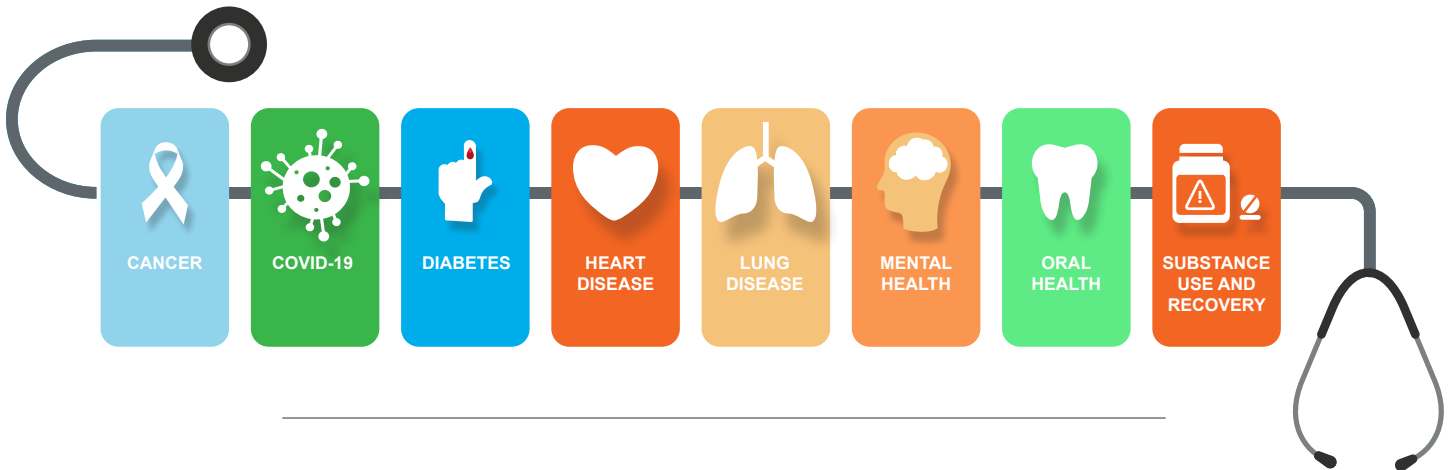 CANCER
COVID-19
DIABETES
HEART
DISEASE
LUNG
DISEASE
MENTAL
HEALTH
ORAL
HEALTH
SUBSTANCE
USE AND
RECOVERY